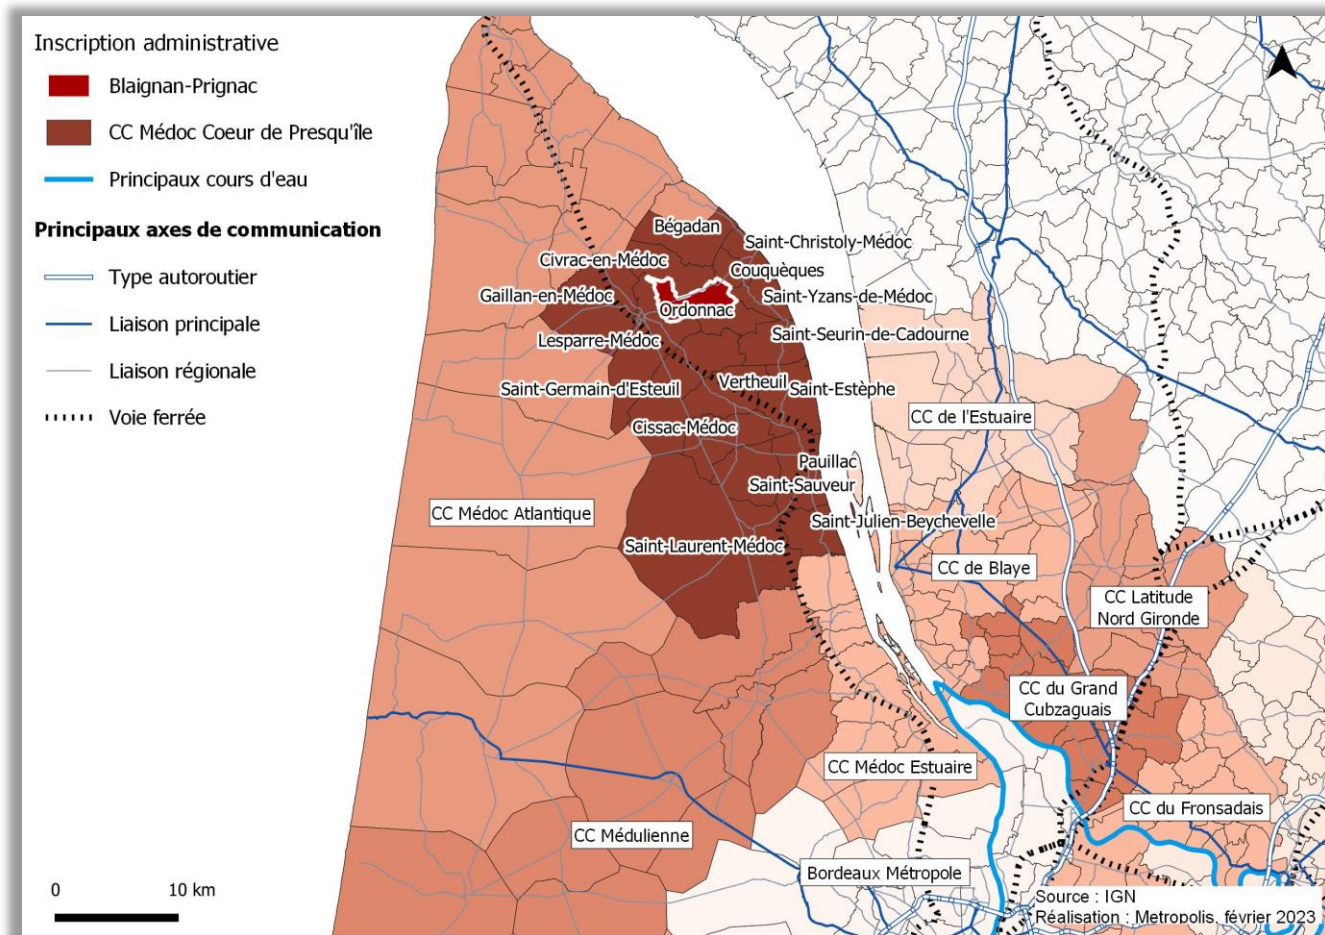 Inscription administrative
Blaignan-Prignac
CC Médoc Coeur de Presqu'île
Principaux cours d'eau
Principaux axes de communication
Type autoroutier
Liaison principale
Liaison régionale
Voie ferrée
Bégadan
Saint-Christoly-Médoc
Civrac-en-Médoc
Couquèques
Gaillan-en-Médoc
Saint-Yzans-de-Médoc
Ordonnac
Saint-Seurin-de-Cadourne
Lesparre-Médoc
Vertheuil
Saint-Germain-d'Esteuil
Saint-Estèphe
CC de l'Estuaire
Cissac-Médoc
Pauillac
Saint-Sauveur
CC Médoc Atlantique
Saint-Julien-Beychevelle
Saint-Laurent-Médoc
CC de Blaye
CC Latitude
Nord Gironde
CC du Grand
Cubzaguais
CC Médoc Estuaire
CC du Fronsadais
CC Médulienne
Bordeaux Métropole
0 10 km
Source : IGN
Réalisation : Metropolis, février 2023